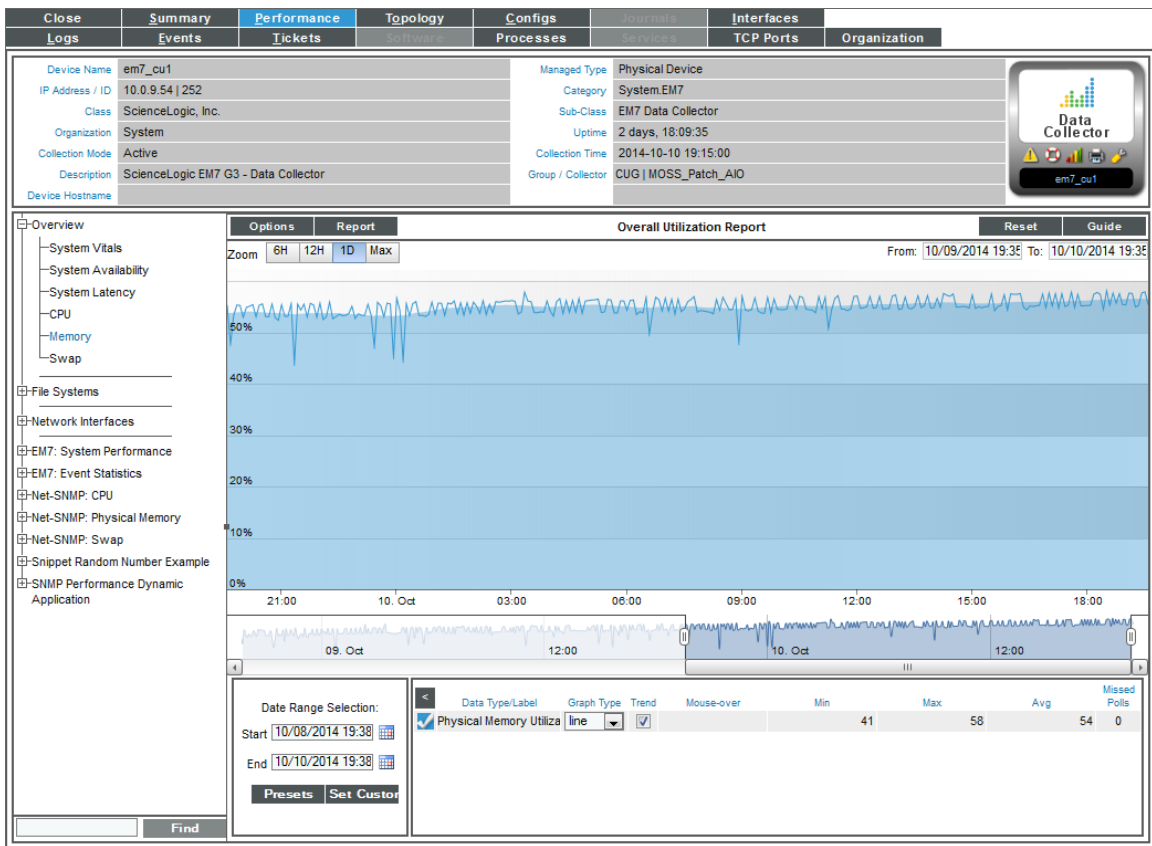 Close Summary Performance Topology Configs Journals Interfaces
Logs Events Tickets Software Processes Services TCP Ports Organization
Device Name em7_cu1 Managed Type Physical Device
IP Address / ID 10.0.9.54 | 252 Category System.EM7
Class ScienceLogic, Inc. Sub-Class EM7 Data Collector
Organization System Uptime 2 days, 18:09:35
Collection Mode Active Collection Time 2014-10-10 19:15:00
Description ScienceLogic EM7 G3 - Data Collector Group / Collector CUG | MOSS_Patch_AIO
Device Hostname
Data
Collector
em7_cu1
Overview
System Vitals
System Availability
System Latency
CPU
Memory
Swap
File Systems
Network Interfaces
EM7: System Performance
EM7: Event Statistics
Net-SNMP: CPU
Net-SNMP: Physical Memory
Net-SNMP: Swap
Snippet Random Number Example
SNMP Performance Dynamic
Application
Find
Options Report Overall Utilization Report Reset Guide
Zoom 6H 12H 1D Max From: 10/09/2014 19:35 To: 10/10/2014 19:35
50%
40%
30%
20%
10%
0%
21:00 10. Oct 03:00 06:00 09:00 12:00 15:00 18:00
09. Oct 12:00 10. Oct 12:00
Date Range Selection:
Start 10/08/2014 19:38
End 10/10/2014 19:38
Presets Set Custor
< Data Type/Label Graph Type Trend Mouse-over Min Max Avg Missed Polls
Physical Memory Utiliza line 41 58 54 0